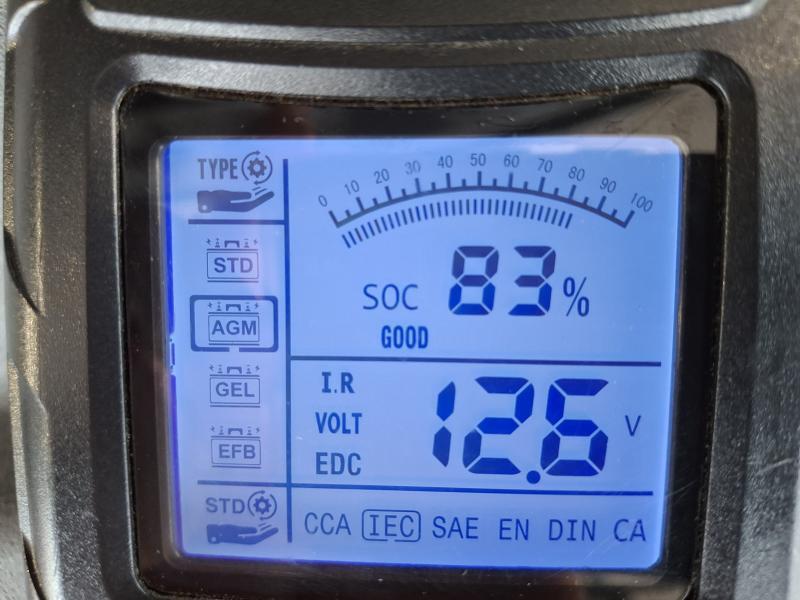 TYPE
0 10 20 30 40 50 60 70 80 90 100
STD
SOC 83%
AGM
GOOD
GEL
I.R
VOLT 12.6 V
EFB
EDC
STD
CCA IEC SAE EN DIN CA